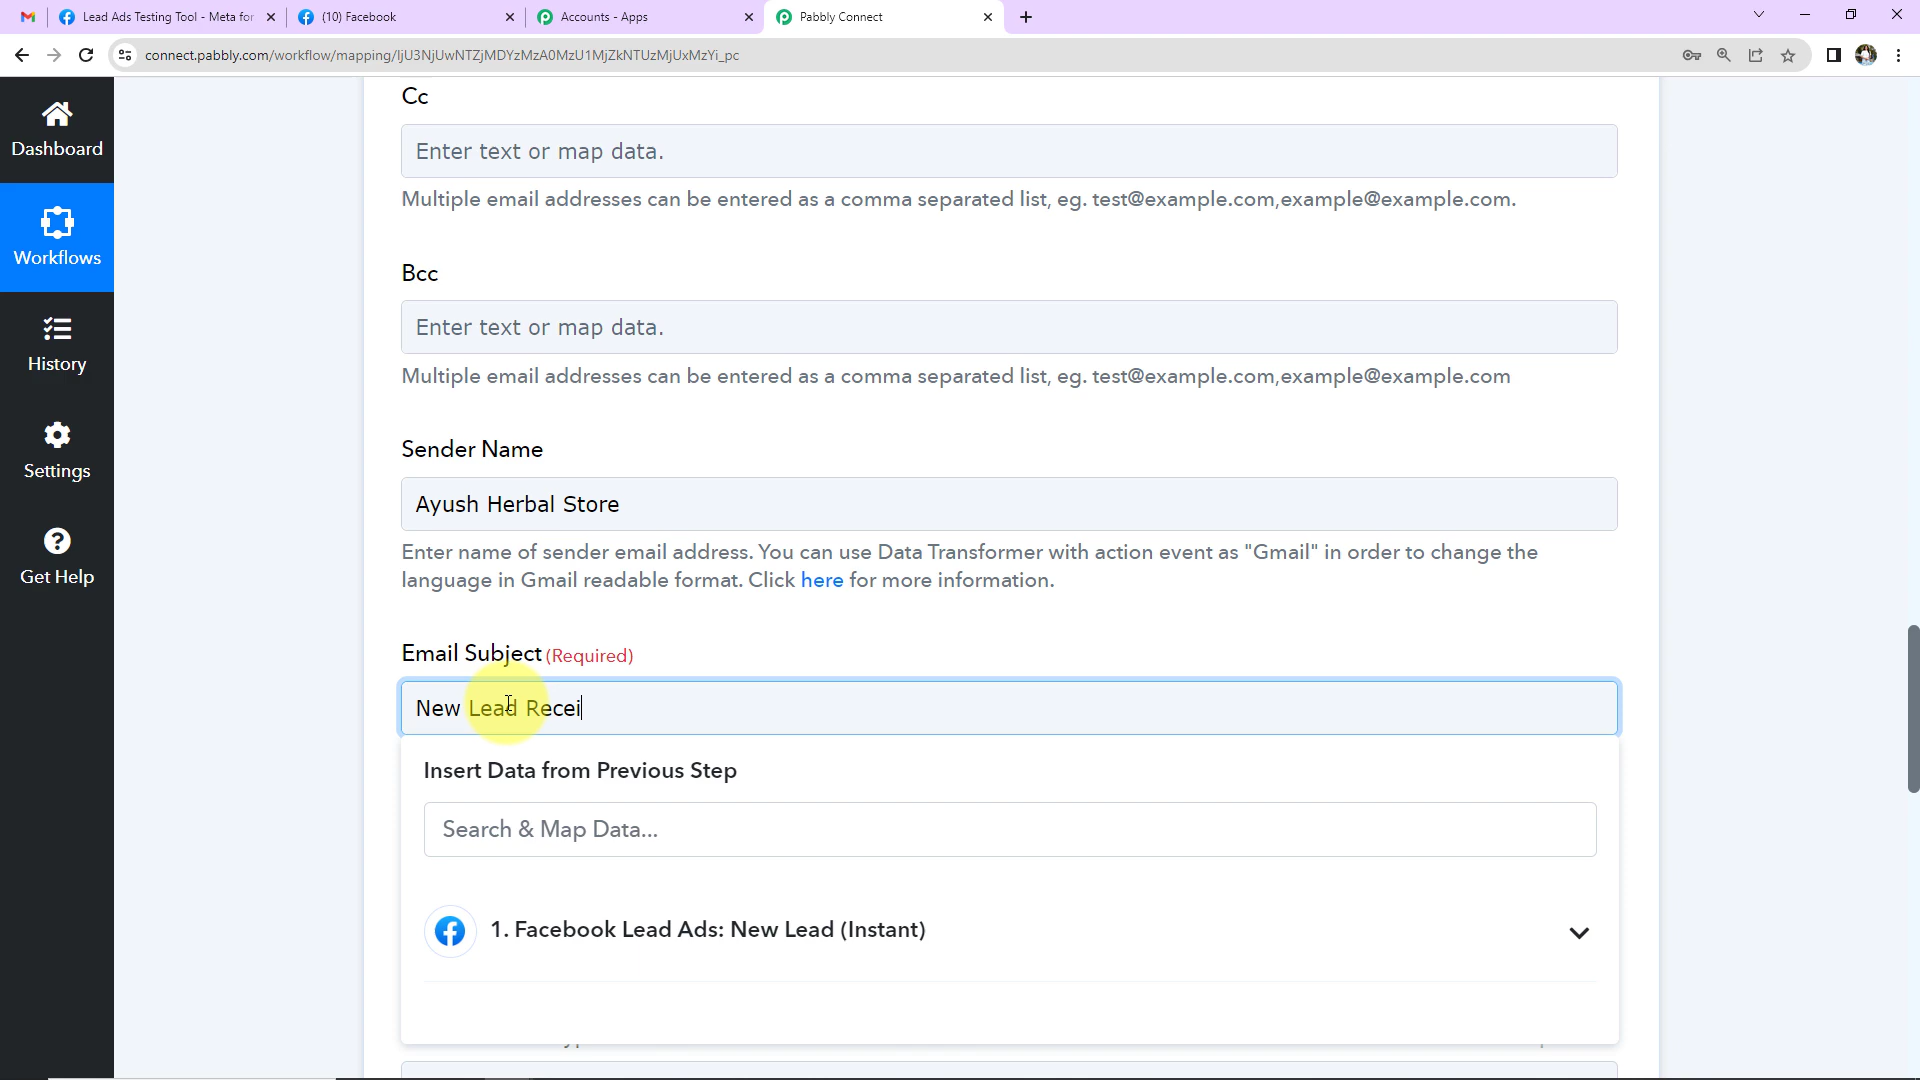 Lead Ads Testing Tool - Meta for
(10) Facebook
Accounts - Apps
Pabbly Connect
connect.pabbly.com/workflow/mapping/IjU3NjUwNTZjMDYzMzA0MzU1MjZkNTUzMjUxMzYi_pc
Dashboard
Workflows
History
Settings
Get Help
Cc
Enter text or map data.
Multiple email addresses can be entered as a comma separated list, eg. test@example.com,example@example.com.
Bcc
Enter text or map data.
Multiple email addresses can be entered as a comma separated list, eg. test@example.com,example@example.com
Sender Name
Ayush Herbal Store
Enter name of sender email address. You can use Data Transformer with action event as "Gmail" in order to change the
language in Gmail readable format. Click here for more information.
Email Subject (Required)
New Lead Recei
Insert Data from Previous Step
Search & Map Data...
1. Facebook Lead Ads: New Lead (Instant)